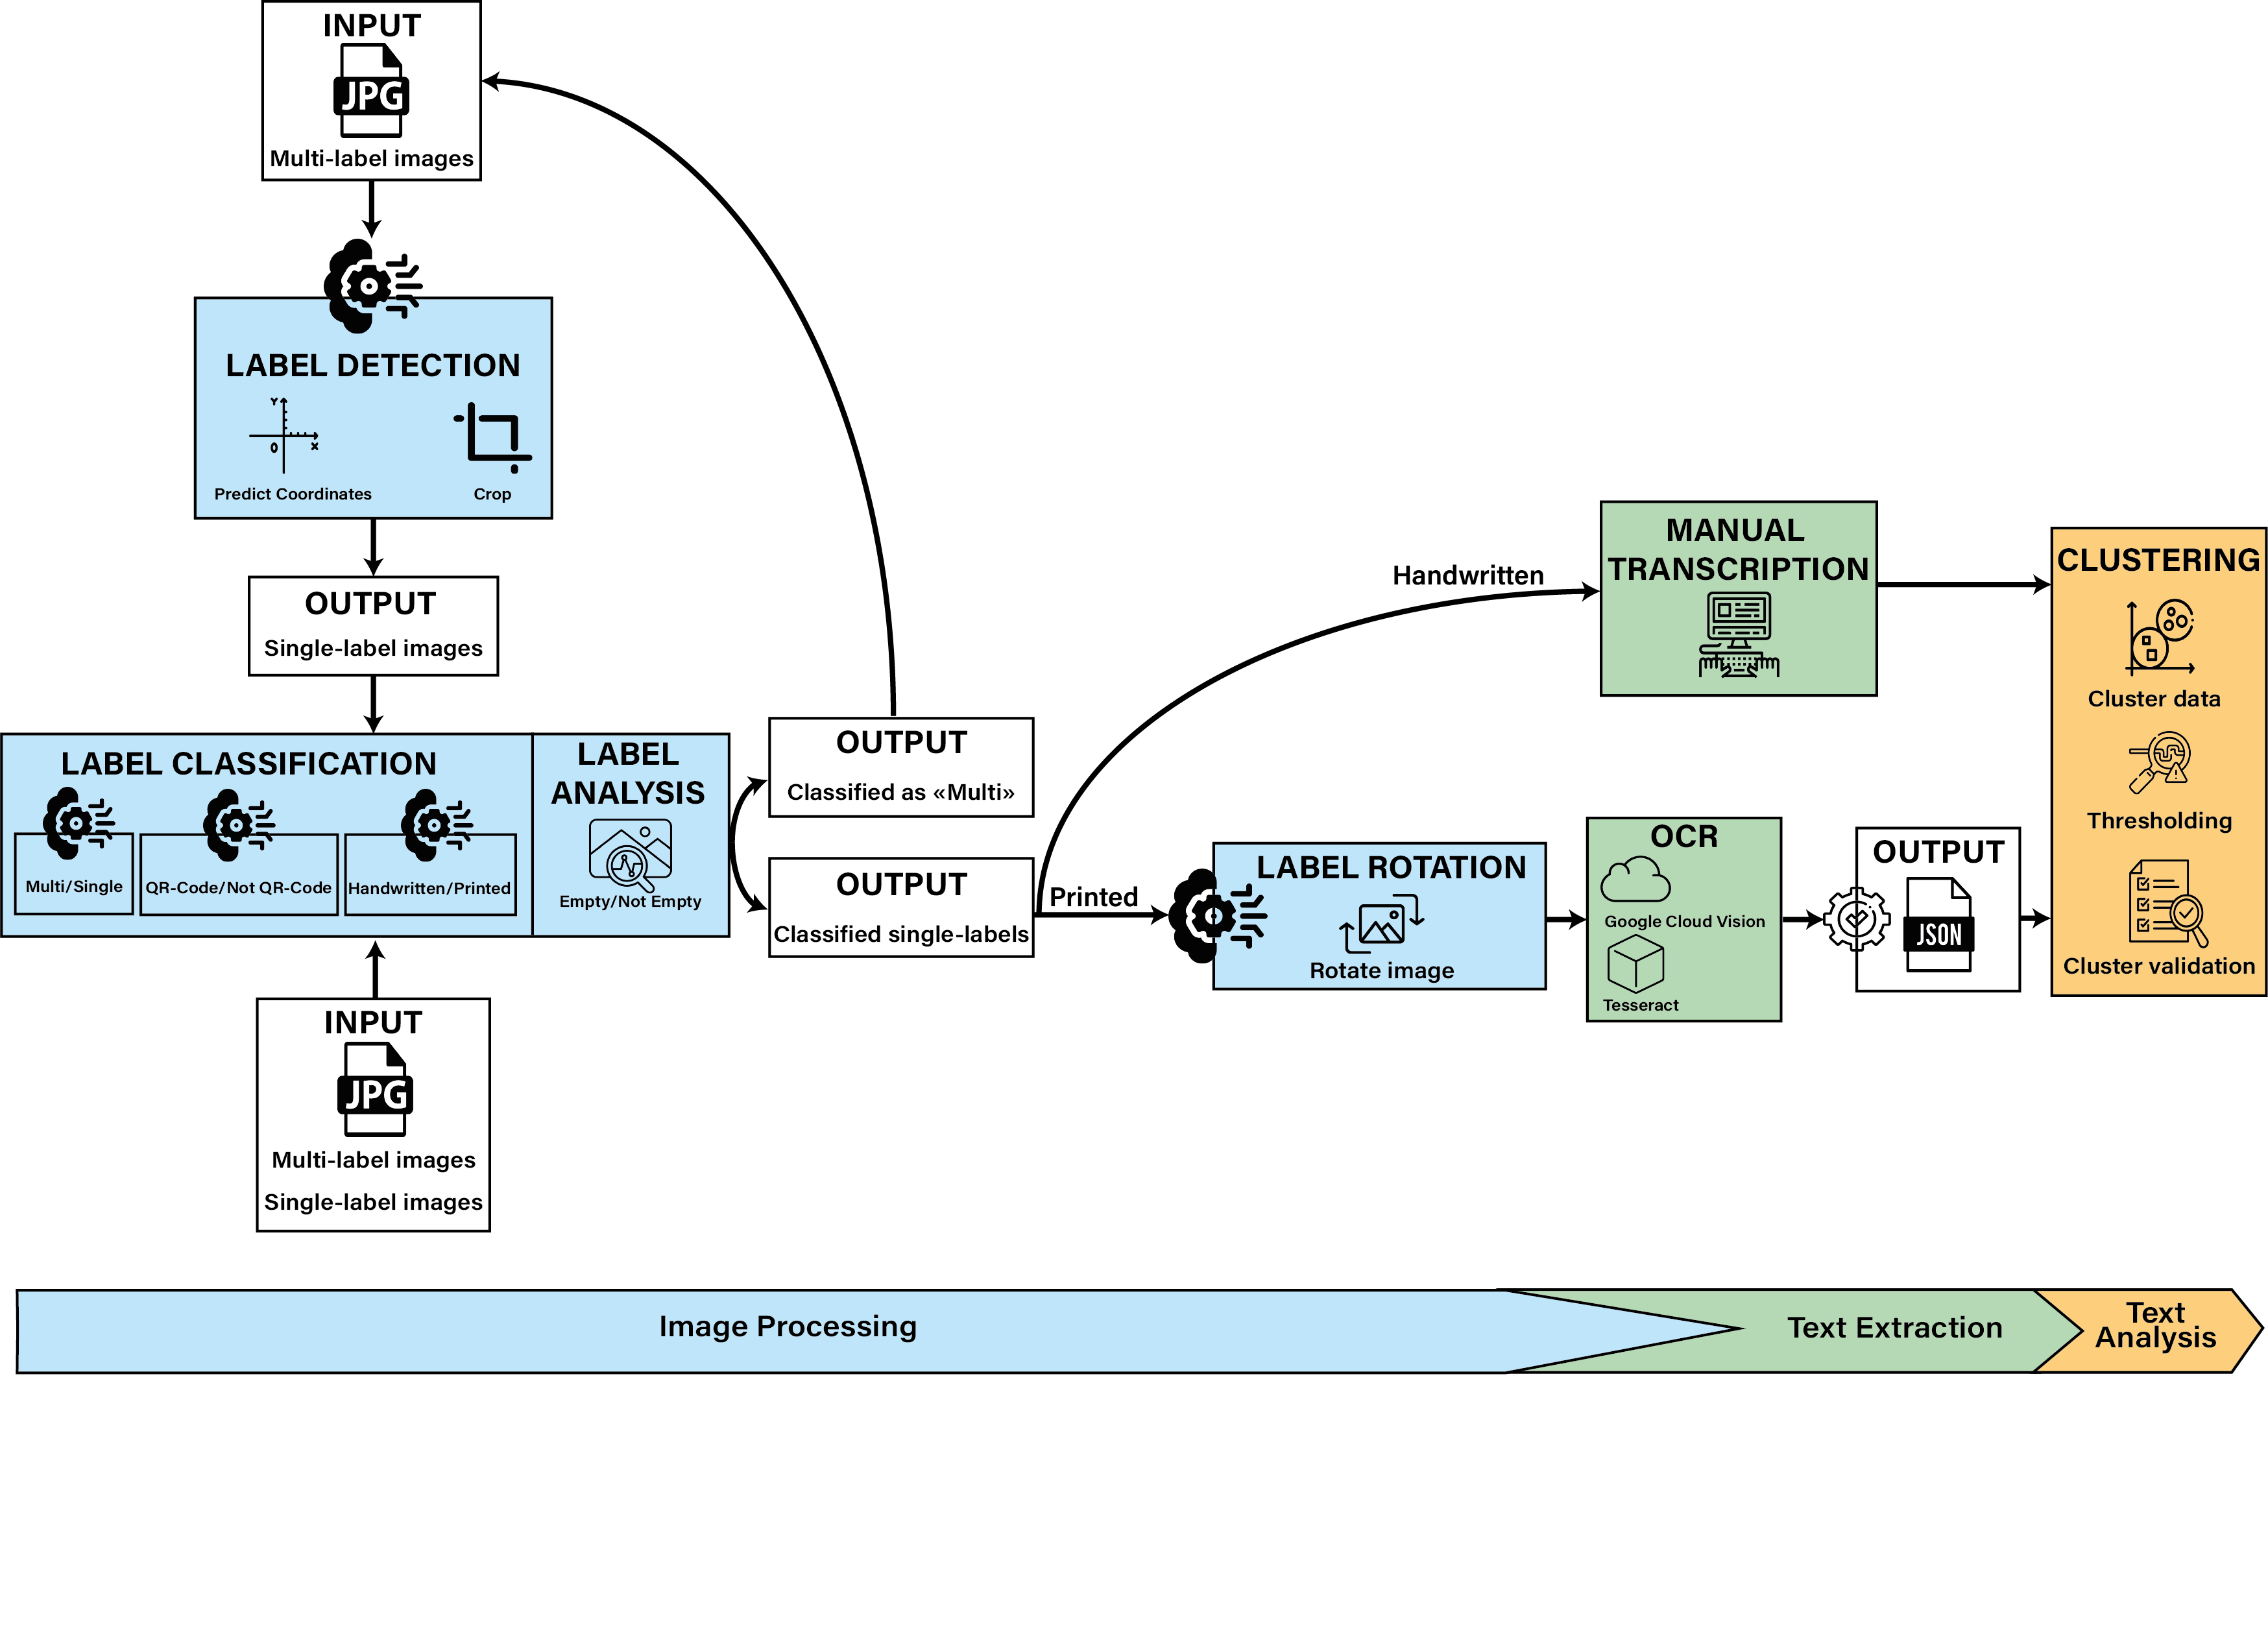 INPUT
JPG
Multi-label images
LABEL DETECTION
Y
0
X
Predict Coordinates
Crop
OUTPUT
Single-label images
LABEL CLASSIFICATION
Multi/Single
QR-Code/Not QR-Code
Handwritten/Printed
LABEL
ANALYSIS
Empty/Not Empty
INPUT
JPG
Multi-label images
Single-label images
OUTPUT
Classified as «Multi»
OUTPUT
Classified single-labels
Handwritten
Printed
MANUAL
TRANSCRIPTION
LABEL ROTATION
Rotate image
OCR
Google Cloud Vision
Tesseract
OUTPUT
JSON
CLUSTERING
Cluster data
Thresholding
Cluster validation
Image Processing
Text Extraction
Text
Analysis